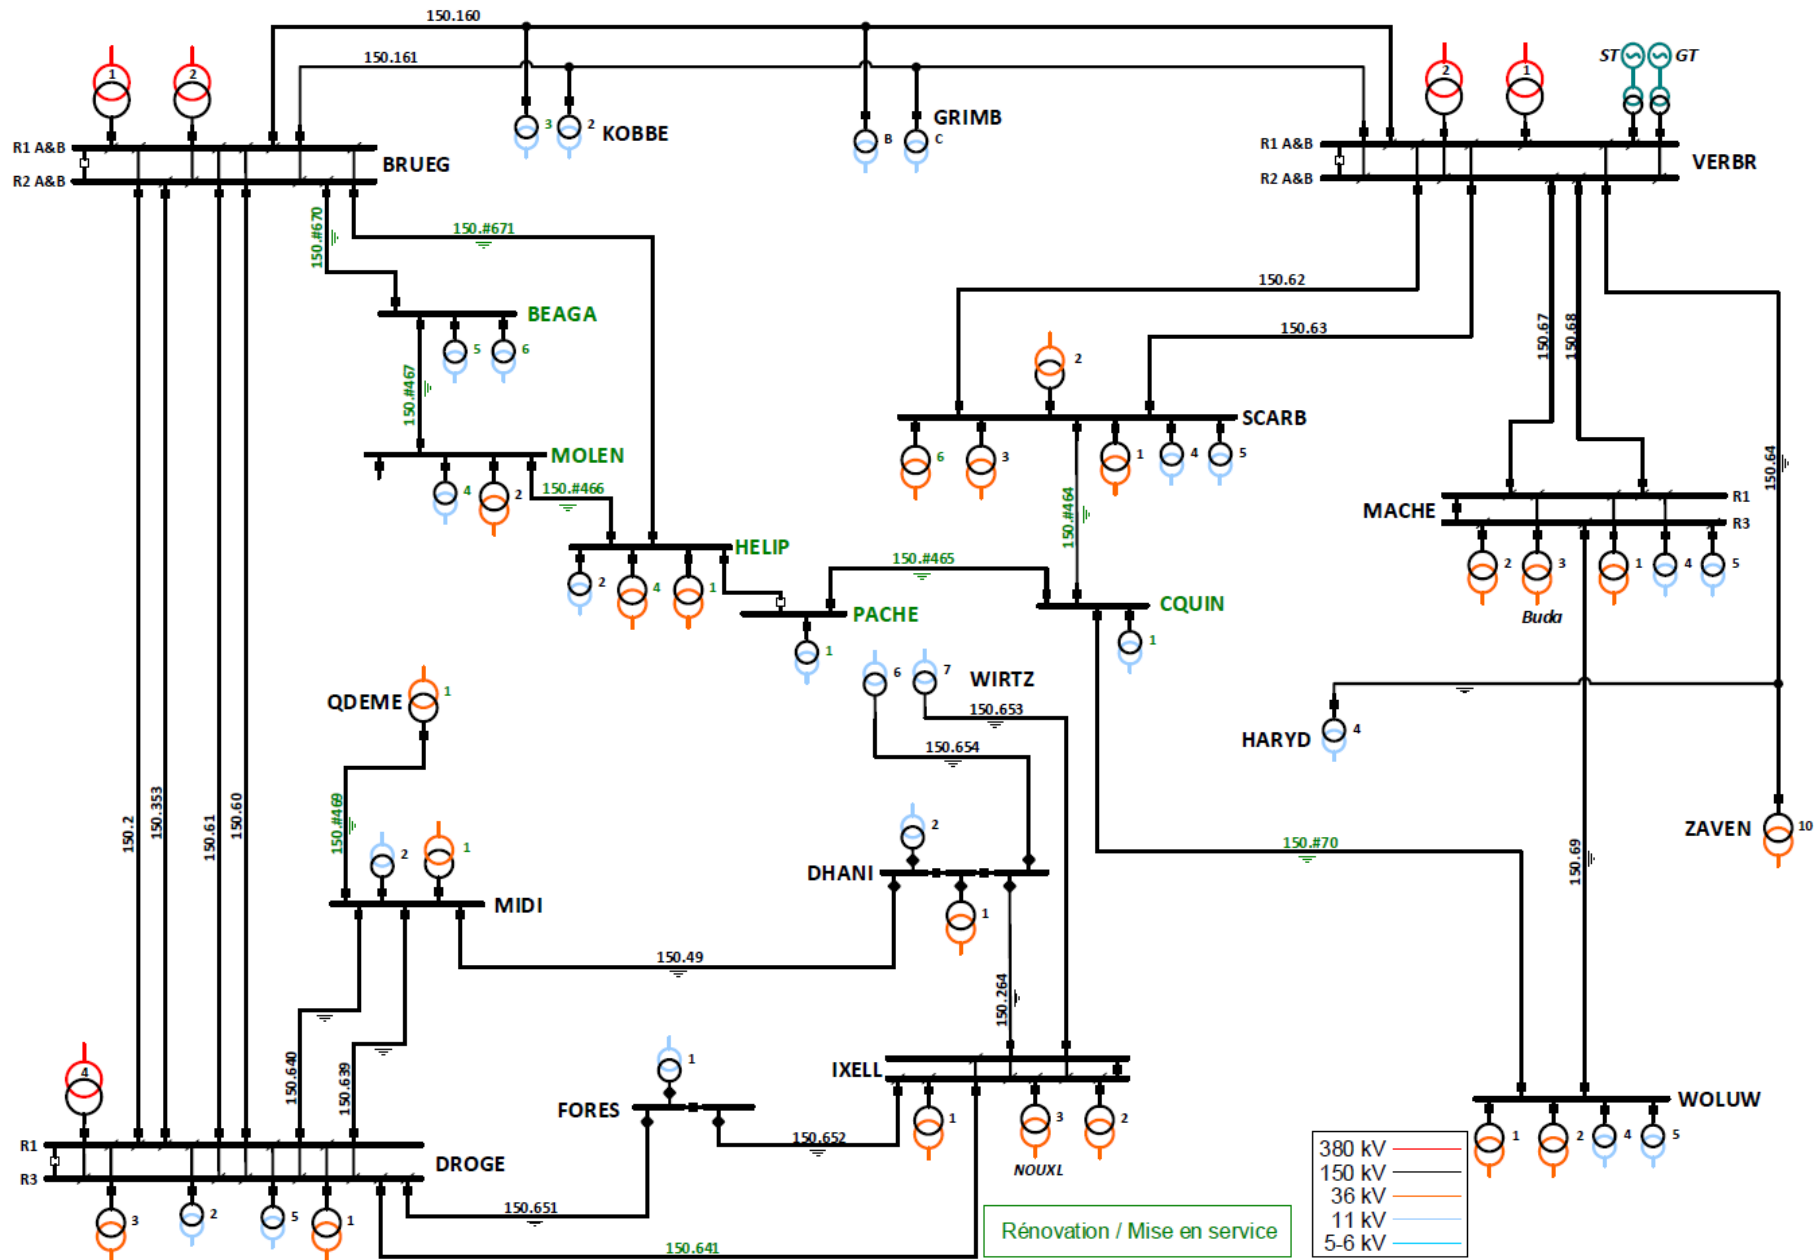 150.160
150.161
1
2
3
2
KOBBE
B
C
GRIMB
2
1
ST
GT
R1 A&B
R2 A&B
BRUEG
R1 A&B
R2 A&B
VERBR
150.#670
150.#671
150.62
150.63
150.67
150.68
150.64
BEAGA
5
6
150.#467
2
SCARB
6
3
1
4
5
MOLEN
4
2
150.#466
150.#464
MACHE
R1
R3
2
3
1
4
5
Buda
HELIP
2
4
1
150.#465
PACHE
1
CQUIN
1
QDEME
1
6
7
WIRTZ
150.653
150.654
HARYD
4
150.2
150.353
150.61
150.60
150.#469
2
1
MIDI
DHANI
2
1
150.#70
150.69
ZAVEN
10
150.49
150.264
150.640
150.639
4
1
FORES
IXELL
1
3
2
NOUXL
150.652
WOLUW
1
2
4
5
R1
R3
DROGE
3
2
5
1
150.651
150.641
Rénovation / Mise en service
380 kV
150 kV
36 kV
11 kV
5-6 kV